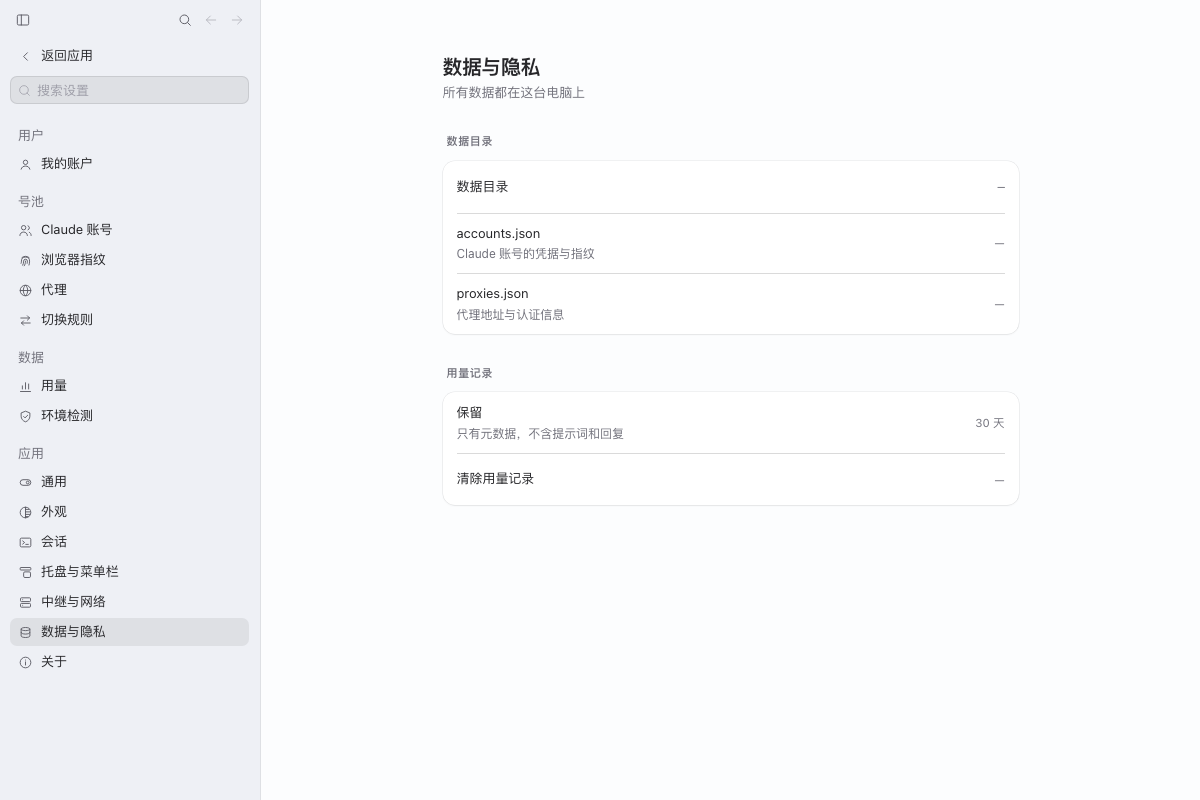 返回应用
搜索设置
用户
我的账户
号池
Claude 账号
浏览器指纹
代理
切换规则
数据
用量
环境检测
应用
通用
外观
会话
托盘与菜单栏
中继与网络
数据与隐私
关于
数据与隐私
所有数据都在这台电脑上
数据目录
数据目录 –
accounts.json
Claude 账号的凭据与指纹 —
proxies.json
代理地址与认证信息 —
用量记录
保留
只有元数据，不含提示词和回复
30 天
清除用量记录 —